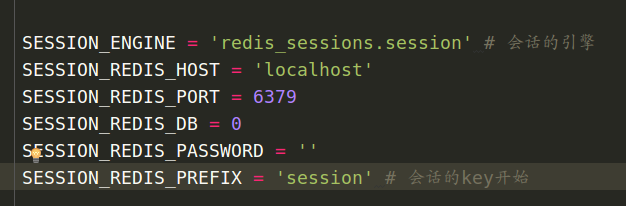 SESSION_ENGINE = 'redis_sessions.session' # 会话的引擎
SESSION_REDIS_HOST = 'localhost'
SESSION_REDIS_PORT = 6379
SESSION_REDIS_DB = 0
SESSION_REDIS_PASSWORD = ''
SESSION_REDIS_PREFIX = 'session' # 会话的key开始